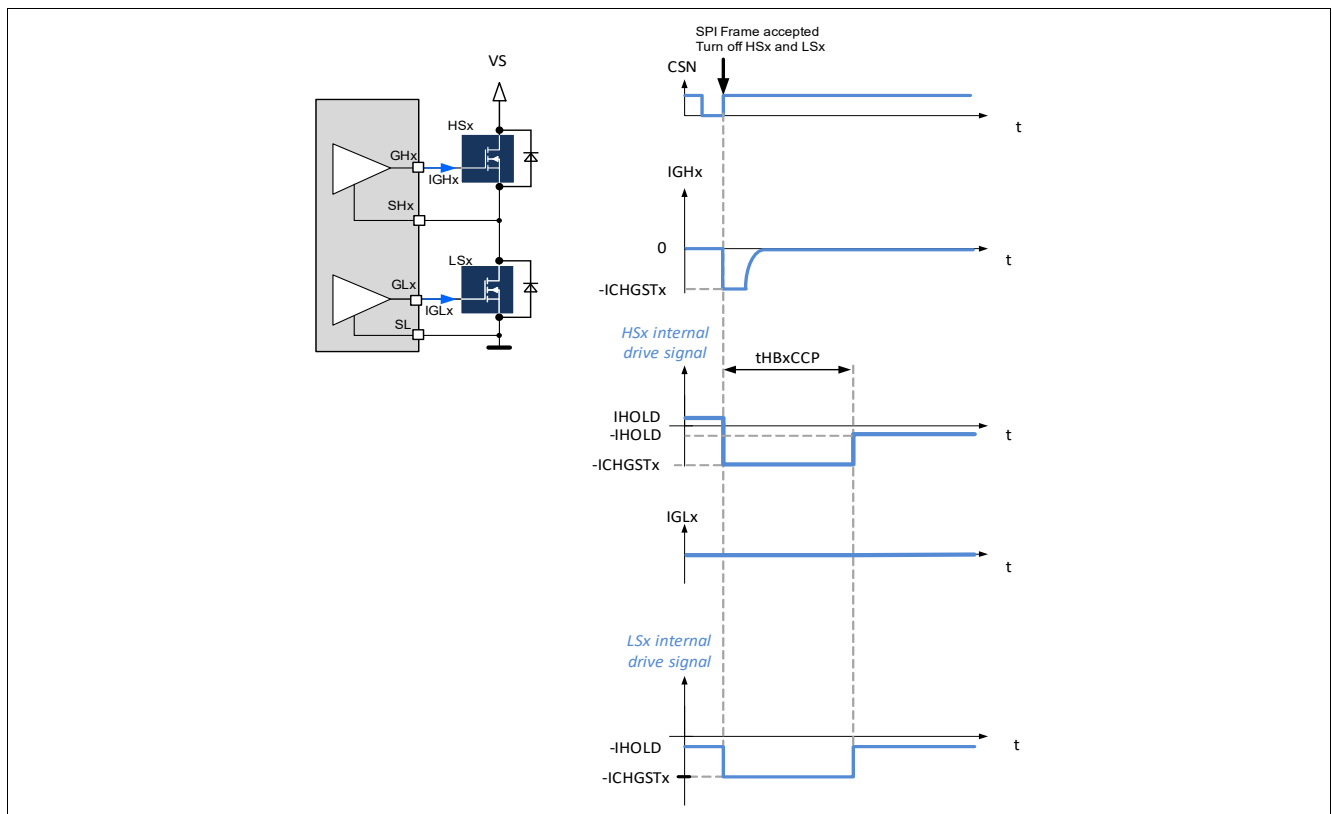 VS
HSx
GHx
IGHx
SHx
LSx
GLx
IGLx
SL
SPI Frame accepted
Turn off HSx and LSx
CSN
t
IGHx
0
t
-ICHGSTx
HSx internal
drive signal
tHBxCCP
IHOLD
-IHOLD
t
-ICHGSTx
IGLx
t
LSx internal
drive signal
-IHOLD
t
-ICHGSTx